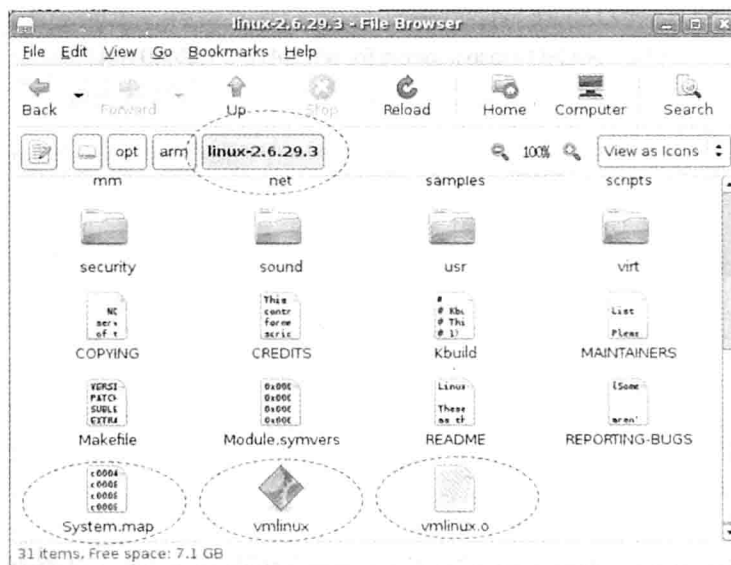 linux-2.6.29.3 - File Browser
File Edit View Go Bookmarks Help
Back Forward Up Stop Reload Home Computer Search
opt arm linux-2.6.29.3 100% View as Icons
mm net samples scripts
security sound usr virt
COPYING CREDITS Kbuild MAINTAINERS
Makefile Module.symvers README REPORTING-BUGS
System.map vmlinux vmlinux.o
31 items, Free space: 7.1 GB